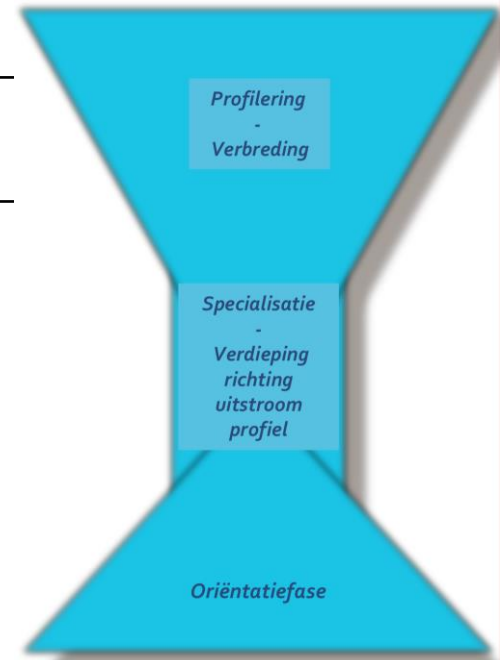 Profilering
-
Verbreding
Specialisatie
-
Verdieping
richting
uitstroom
profiel
Oriëntatiefase